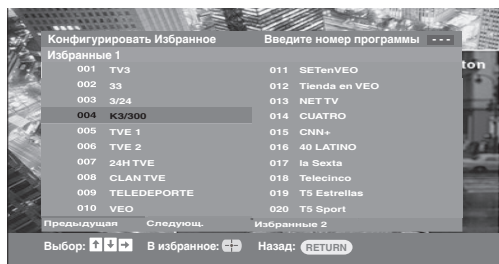 Конфигурировать Избранное Введите номер программы ---
Избранные 1
001 TV3 011 SETenVEO
002 33 012 Tienda en VEO
003 3/24 013 NET TV
004 K3/300 014 CUATRO
005 TVE 1 015 CNN+
006 TVE 2 016 40 LATINO
007 24H TVE 017 la Sexta
008 CLAN TVE 018 Telecinco
009 TELEDEPORTE 019 T5 Estrellas
010 VEO 020 T5 Sport
Предыдущая Следующ. Избранные 2
Выбор: ↑ ↓ → В избранное: Назад: RETURN
ton